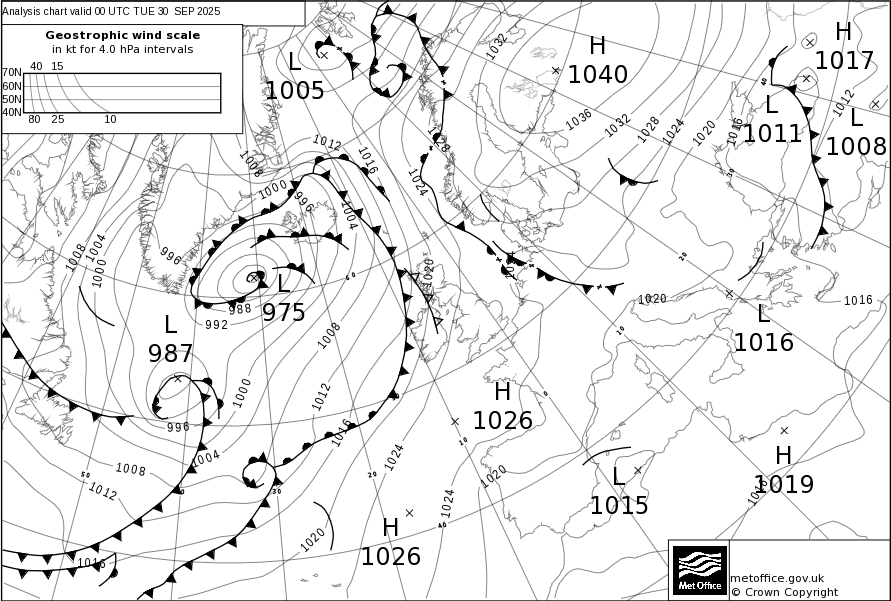 Analysis chart valid 00 UTC TUE 30 SEP 2025
Geostrophic wind scale
in kt for 4.0 hPa intervals
40 15
70N
60N
50N
40N
80 25 10
L
1005
H
1040
H
1017
L
1011
L
1008
L
975
L
987
L
1016
H
1026
H
1019
L
1015
H
1026
1032
1036
1032
1028
1024
1020
1016
1012
1028
1024
1012
1016
1008
1000
996
1004
1008
1004
1000
996
988
992
1008
1020
1020
1016
1000
1012
1016
996
1004
1008
1012
1024
1020
1024
1020
1016
60
50
40
30
20
10
0
10
20
30
40
metoffice.gov.uk
© Crown Copyright
Met Office